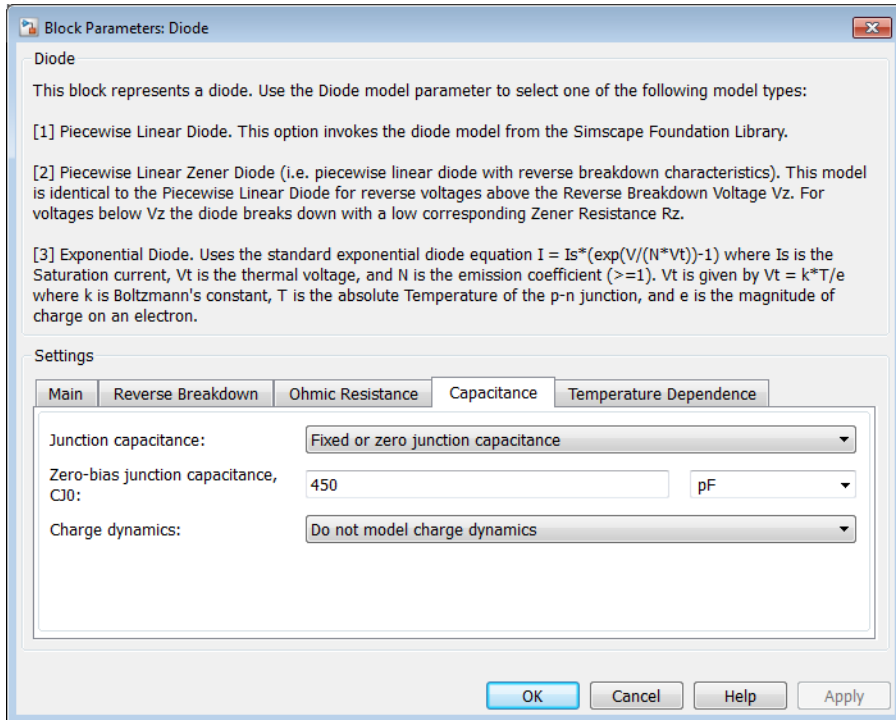 Block Parameters: Diode
Diode
This block represents a diode. Use the Diode model parameter to select one of the following model types:
[1] Piecewise Linear Diode. This option invokes the diode model from the Simscape Foundation Library.
[2] Piecewise Linear Zener Diode (i.e. piecewise linear diode with reverse breakdown characteristics). This model
is identical to the Piecewise Linear Diode for reverse voltages above the Reverse Breakdown Voltage Vz. For
voltages below Vz the diode breaks down with a low corresponding Zener Resistance Rz.
[3] Exponential Diode. Uses the standard exponential diode equation I = Is*(exp(V/(N*Vt))-1) where Is is the
Saturation current, Vt is the thermal voltage, and N is the emission coefficient (>=1). Vt is given by Vt = k*T/e
where k is Boltzmann's constant, T is the absolute Temperature of the p-n junction, and e is the magnitude of
charge on an electron.
Settings
Main Reverse Breakdown Ohmic Resistance Capacitance Temperature Dependence
Junction capacitance: Fixed or zero junction capacitance
Zero-bias junction capacitance,
CJ0: 450 pF
Charge dynamics: Do not model charge dynamics
OK Cancel Help Apply